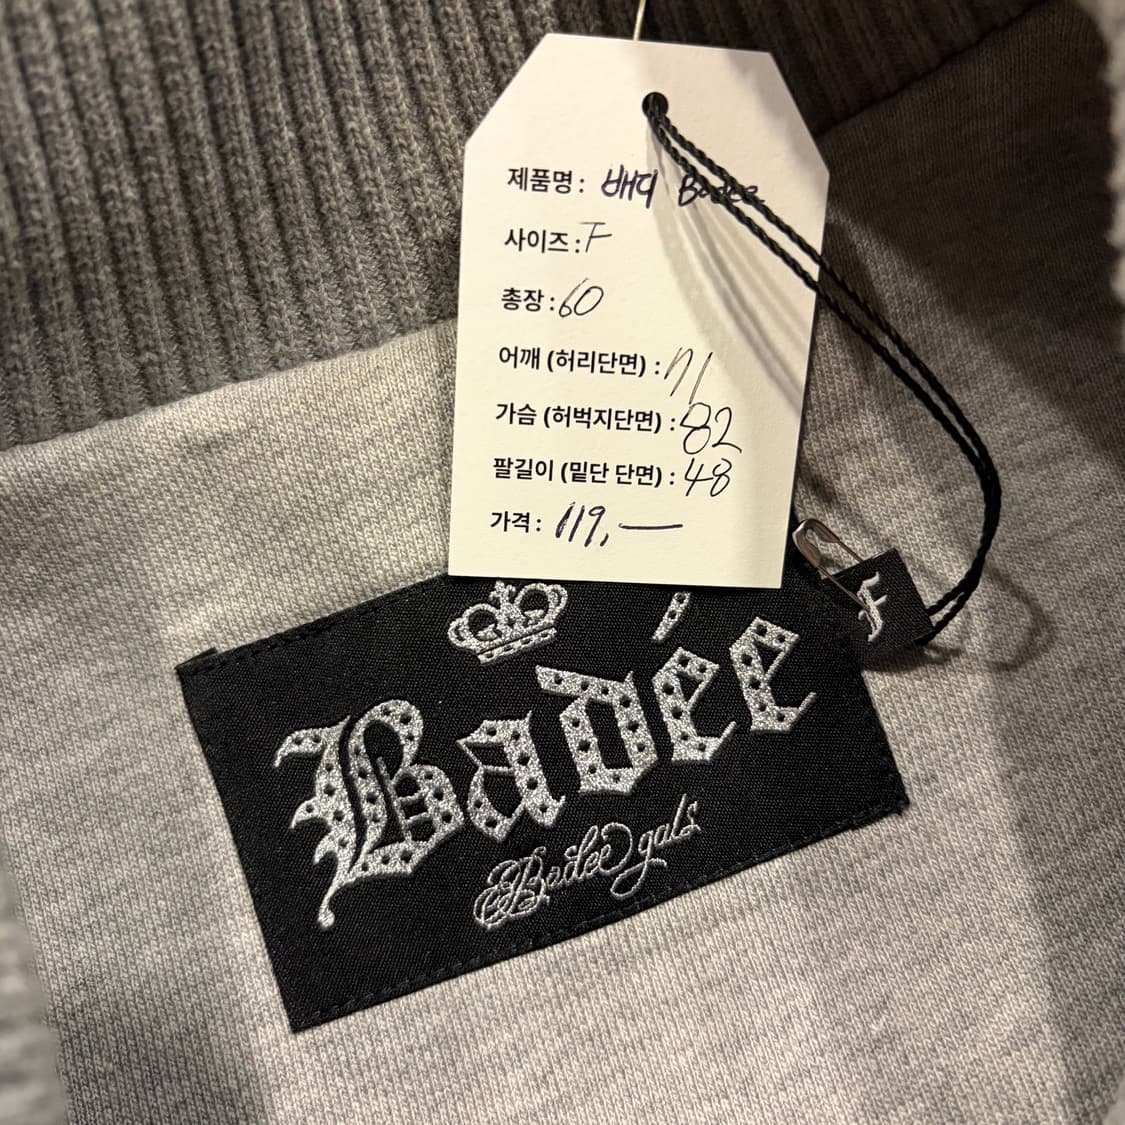 제품명 : 배디 Badee
사이즈 : F
총장 : 60
어깨 (허리단면) : 71
가슴 (허벅지단면) : 82
팔길이 (밑단 단면) : 48
가격 : 119,—
F
Badée
Badee gals